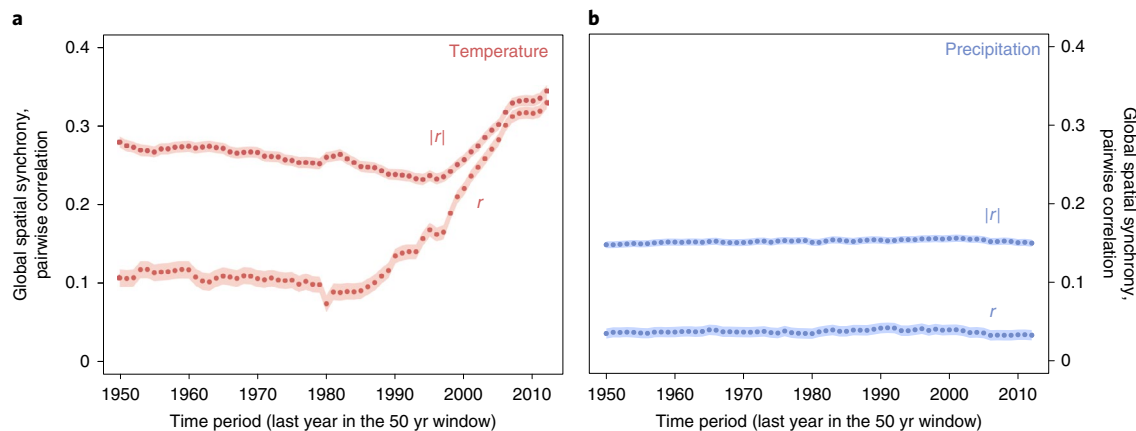 a
Temperature
0.4
0.3
0.2
0.1
0
Global spatial synchrony,
pairwise correlation
|r|
r
1950 1960 1970 1980 1990 2000 2010
Time period (last year in the 50 yr window)
b
Precipitation
0.4
0.3
0.2
0.1
0
Global spatial synchrony,
pairwise correlation
|r|
r
1950 1960 1970 1980 1990 2000 2010
Time period (last year in the 50 yr window)